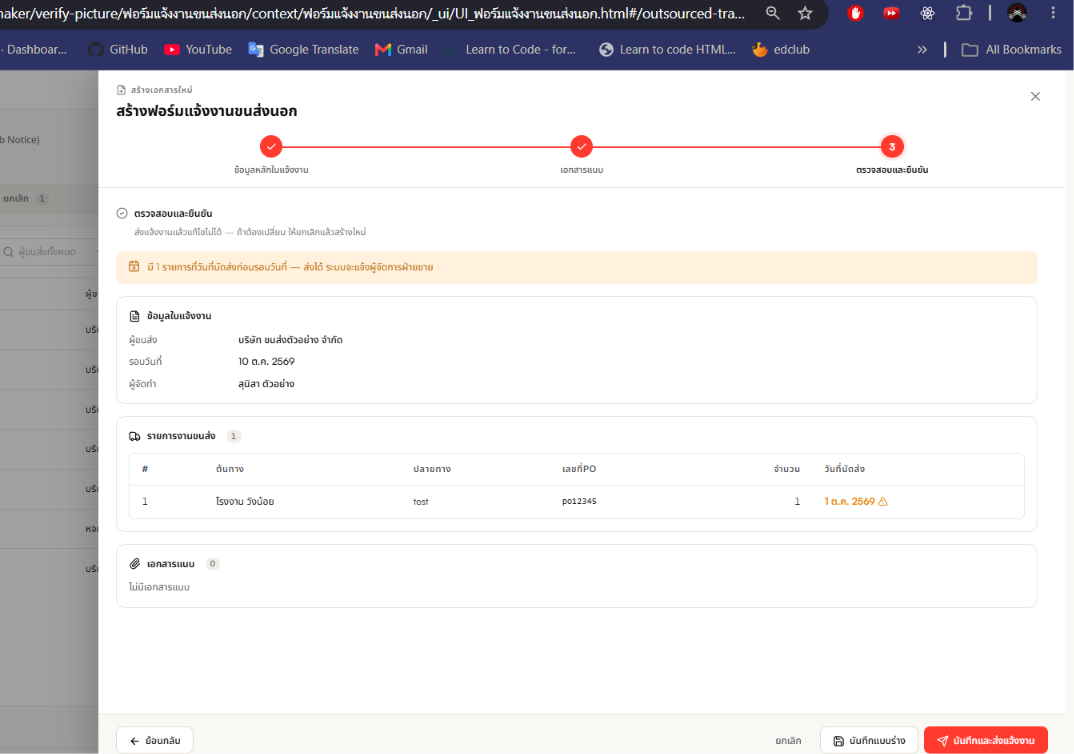 naker/verify-picture/ฟอร์มแจ้งงานขนส่งนอก/context/ฟอร์มแจ้งงานขนส่งนอก/_ui/UI_ฟอร์มแจ้งงานขนส่งนอก.html#/outsourced-tra...
Dashboar... GitHub YouTube Google Translate Gmail Learn to Code - for... Learn to code HTML... edclub » All Bookmarks
สร้างเอกสารใหม่
สร้างฟอร์มแจ้งงานขนส่งนอก
b Notice)
3
ข้อมูลหลักใบแจ้งงาน เอกสารแนบ ตรวจสอบและยืนยัน
ยกเลิก 1
ตรวจสอบและยืนยัน
ส่งแจ้งงานแล้วแก้ไขไม่ได้ — ถ้าต้องเปลี่ยน ให้ยกเลิกแล้วสร้างใหม่
ผู้ขนส่งทั้งหมด
มี 1 รายการที่วันที่นัดส่งก่อนรอบวันที่ — ส่งได้ ระบบจะแจ้งผู้จัดการฝ่ายขาย
ข้อมูลใบแจ้งงาน
ผู้ขนส่ง บริษัท ขนส่งตัวอย่าง จำกัด
รอบวันที่ 10 ต.ค. 2569
ผู้จัดทำ สุนิสา ตัวอย่าง
รายการงานขนส่ง 1
# ต้นทาง ปลายทาง เลขที่PO จำนวน วันที่นัดส่ง
1 โรงงาน วังน้อย test po12345 1 1 ต.ค. 2569
เอกสารแนบ 0
ไม่มีเอกสารแนบ
ย้อนกลับ ยกเลิก บันทึกแบบร่าง บันทึกและส่งแจ้งงาน